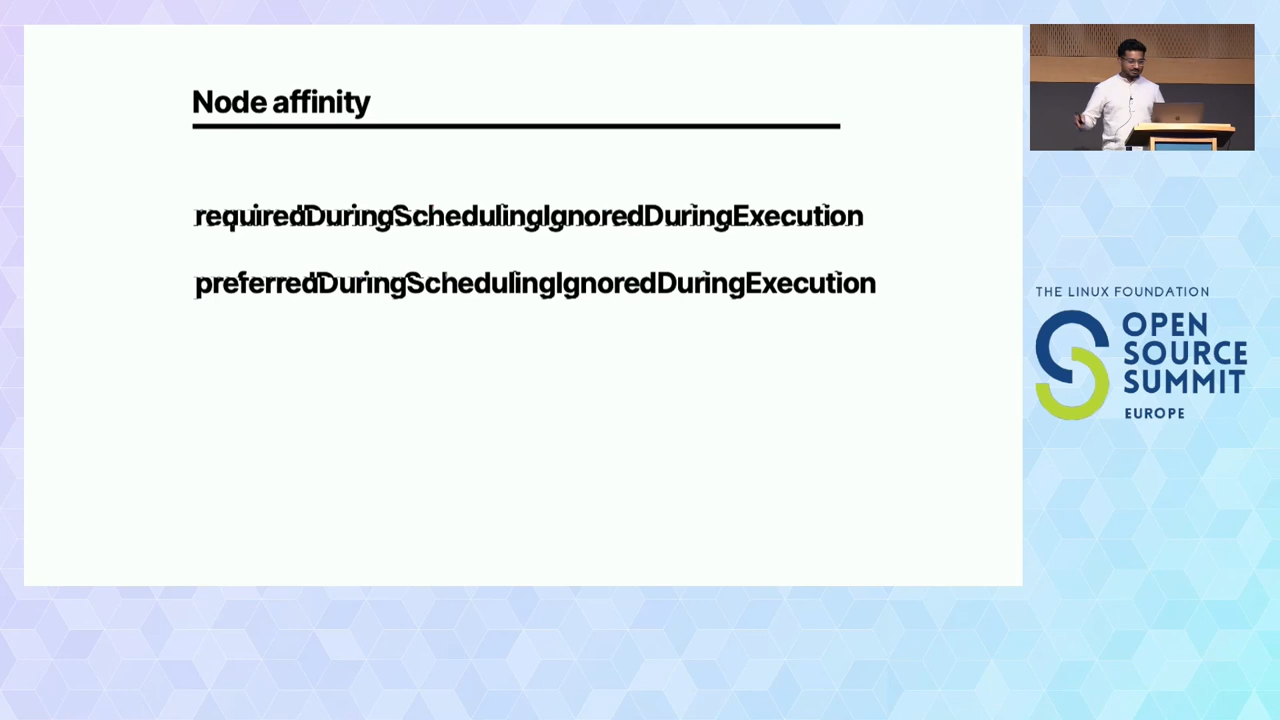 Node affinity
requiredDuringSchedulingIgnoredDuringExecution
preferredDuringSchedulingIgnoredDuringExecution
THE LINUX FOUNDATION
OPEN
SOURCE
SUMMIT
EUROPE